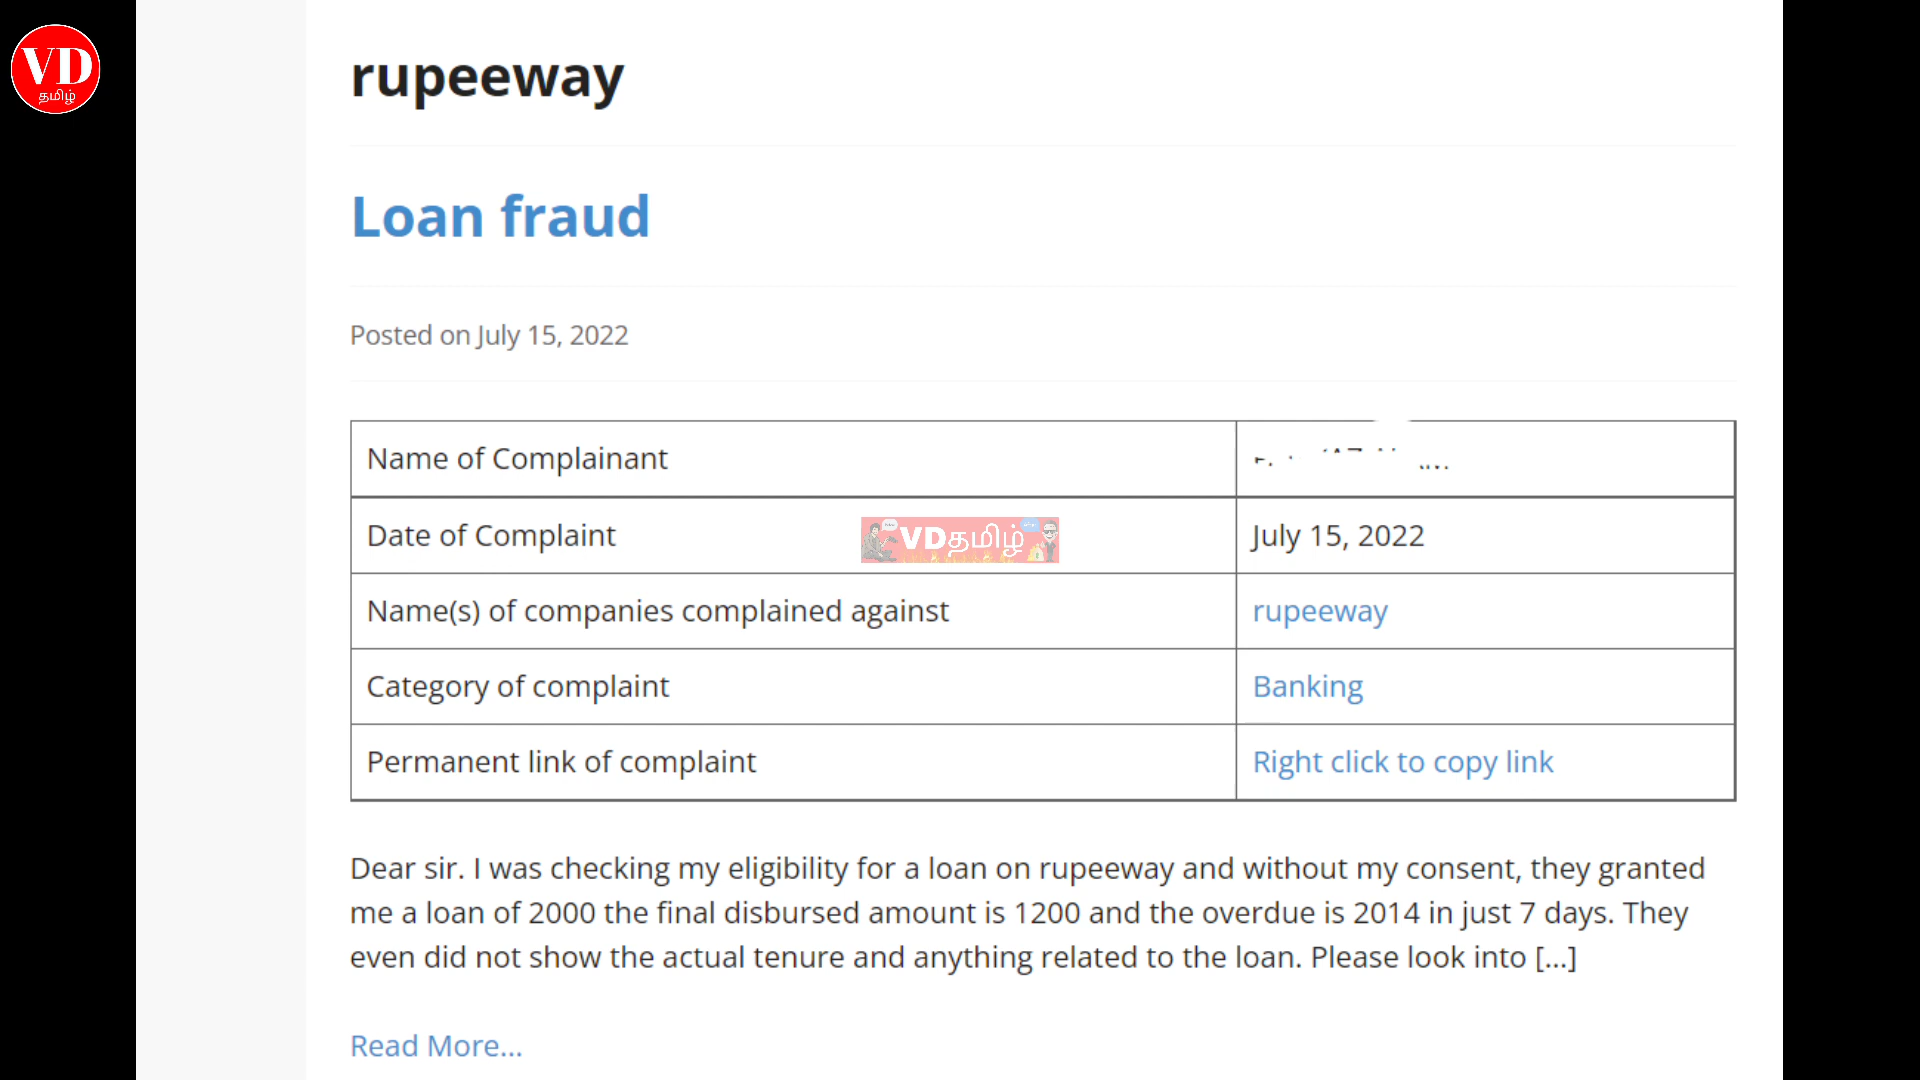 VD
தமிழ்
rupeeway
Loan fraud
Posted on July 15, 2022
Name of Complainant
Date of Complaint July 15, 2022
VDதமிழ்
Name(s) of companies complained against rupeeway
Category of complaint Banking
Permanent link of complaint Right click to copy link
Dear sir. I was checking my eligibility for a loan on rupeeway and without my consent, they granted
me a loan of 2000 the final disbursed amount is 1200 and the overdue is 2014 in just 7 days. They
even did not show the actual tenure and anything related to the loan. Please look into [...]
Read More...